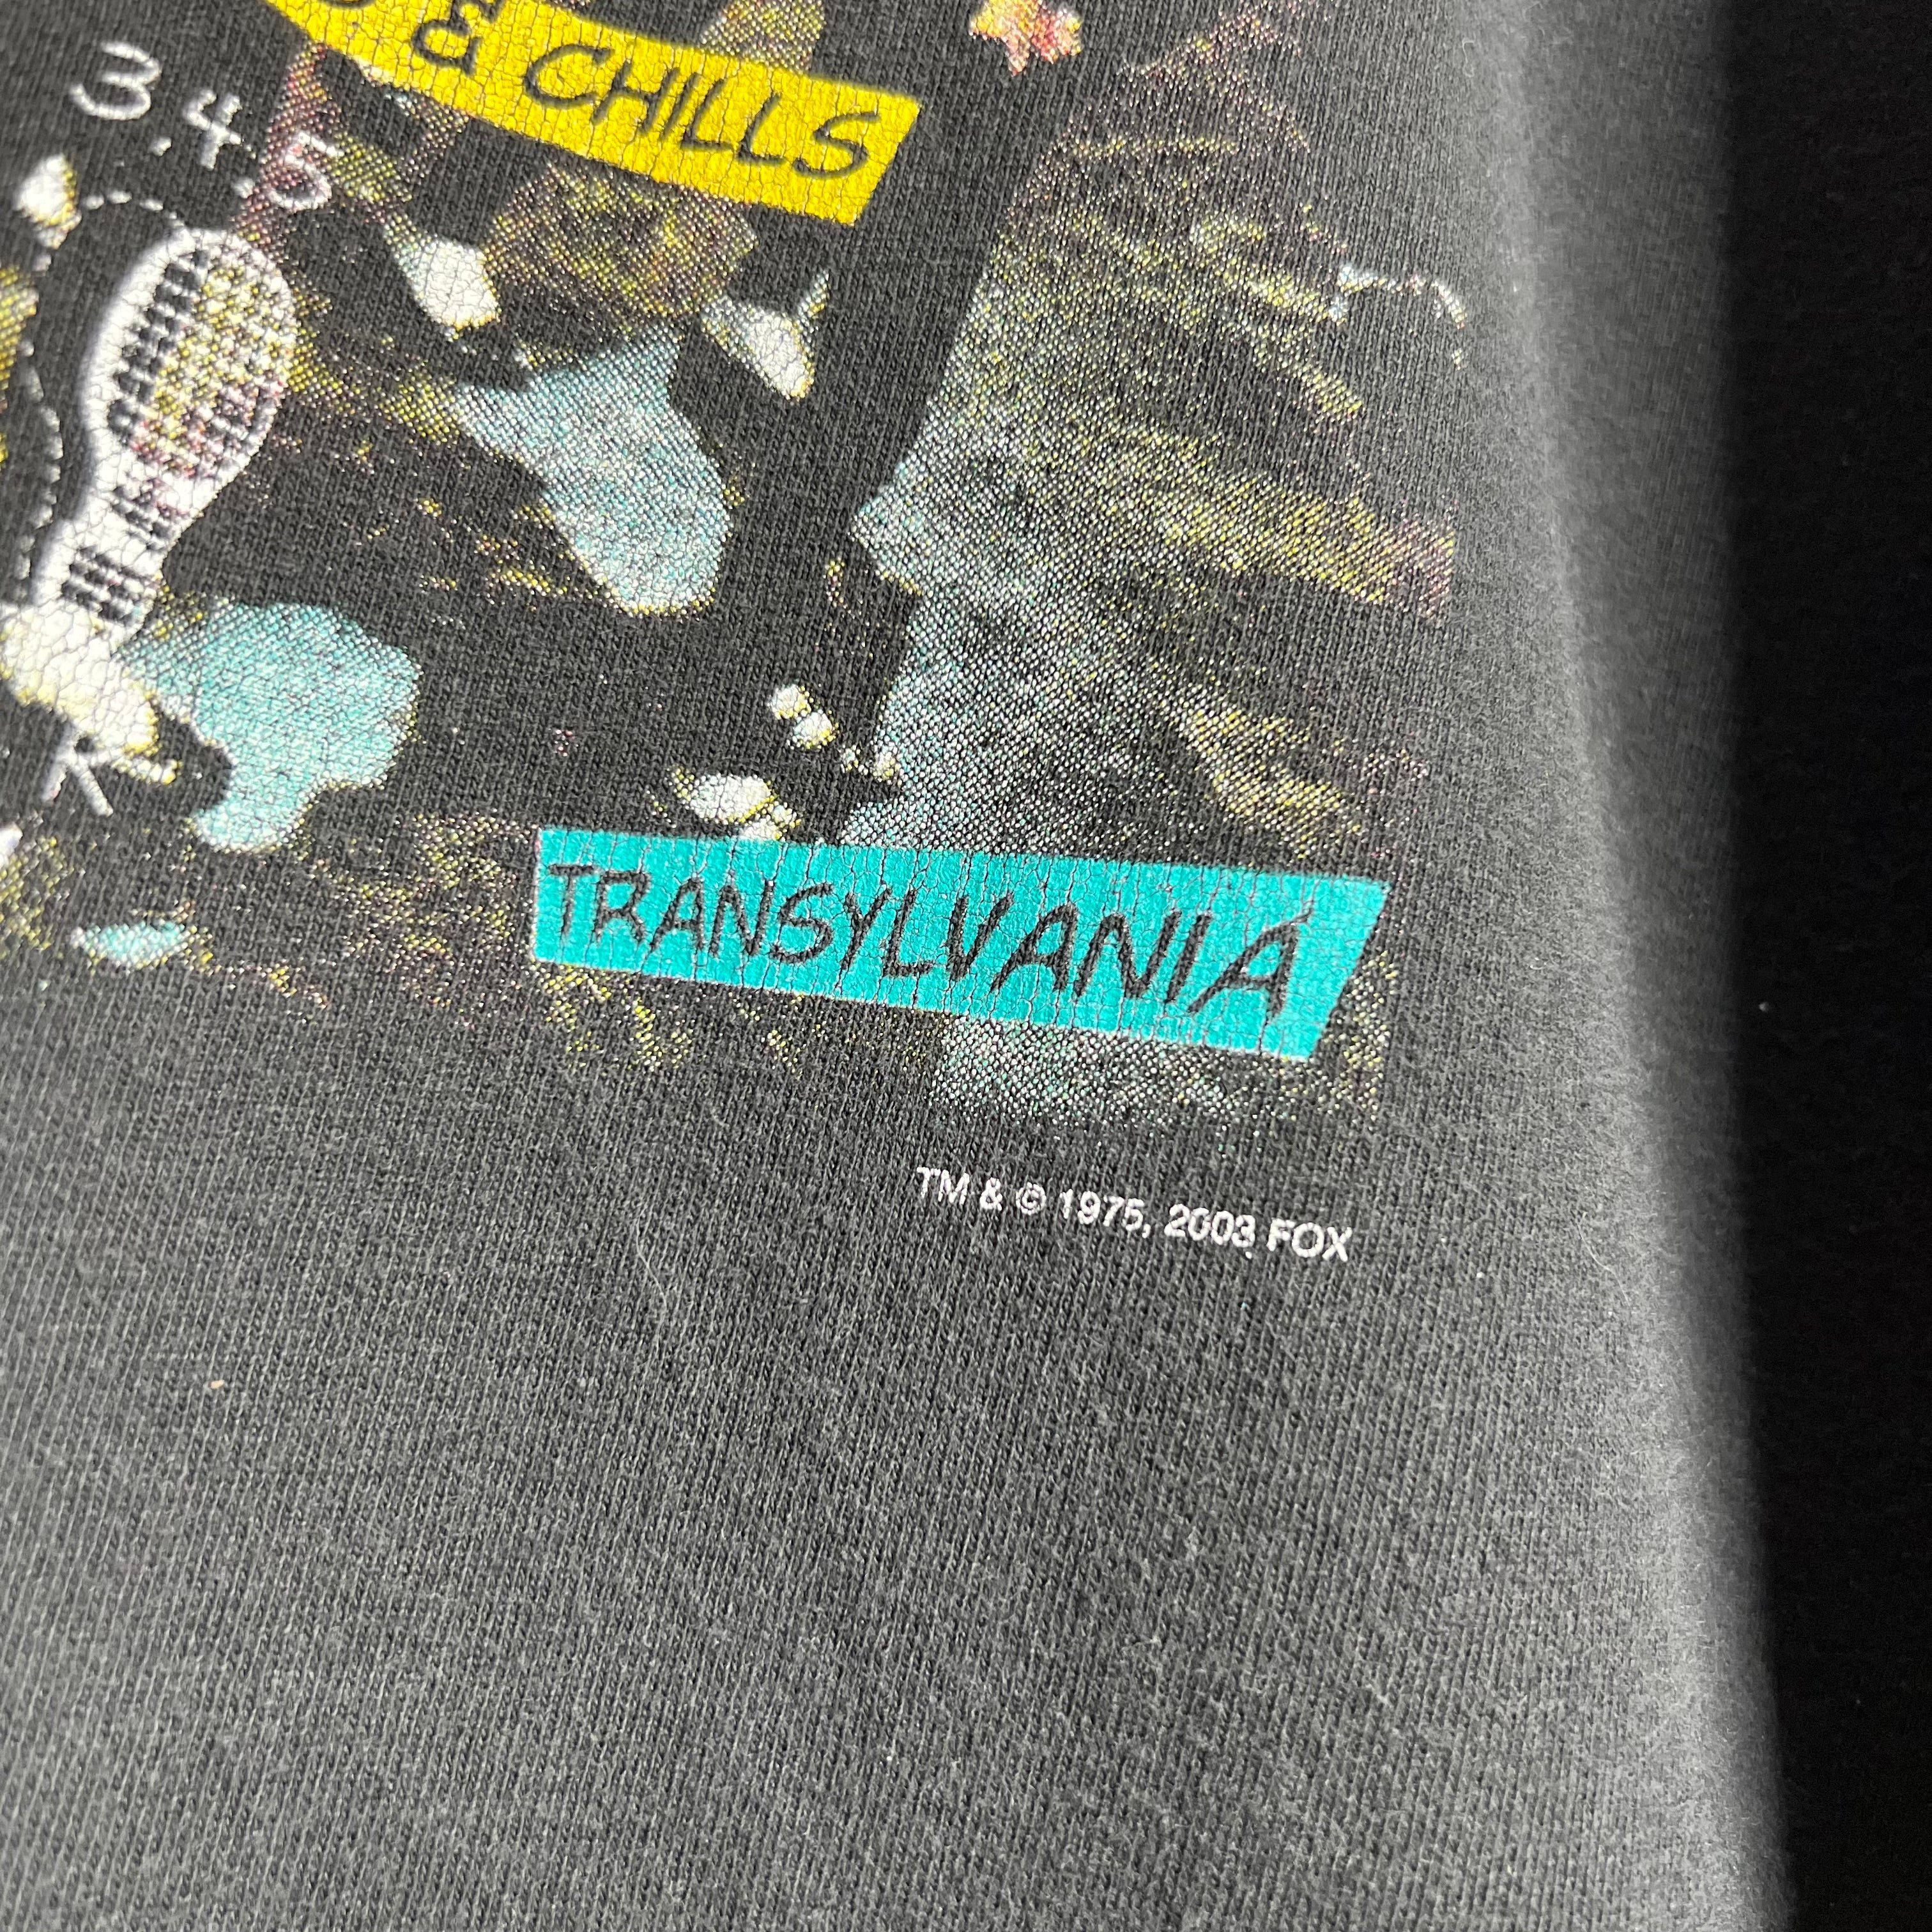 & CHILLS
3,4,5
R
TRANSYLVANIA
TM & © 1975, 2003 FOX